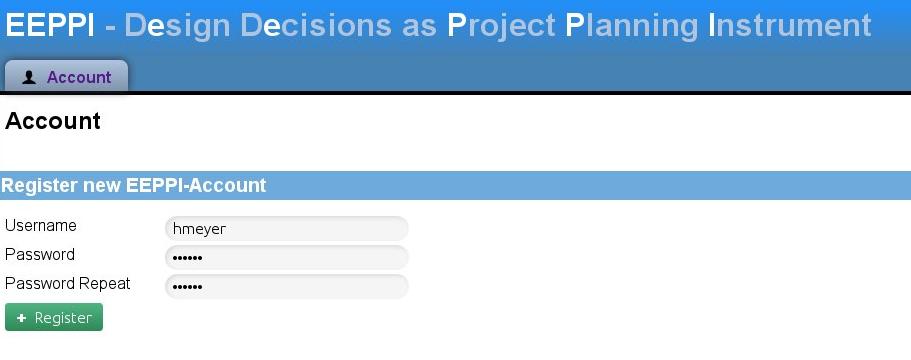 EEPPI - Design Decisions as Project Planning Instrument
Account
Account
Register new EEPPI-Account
Username hmeyer
Password ••••••
Password Repeat ••••••
+ Register